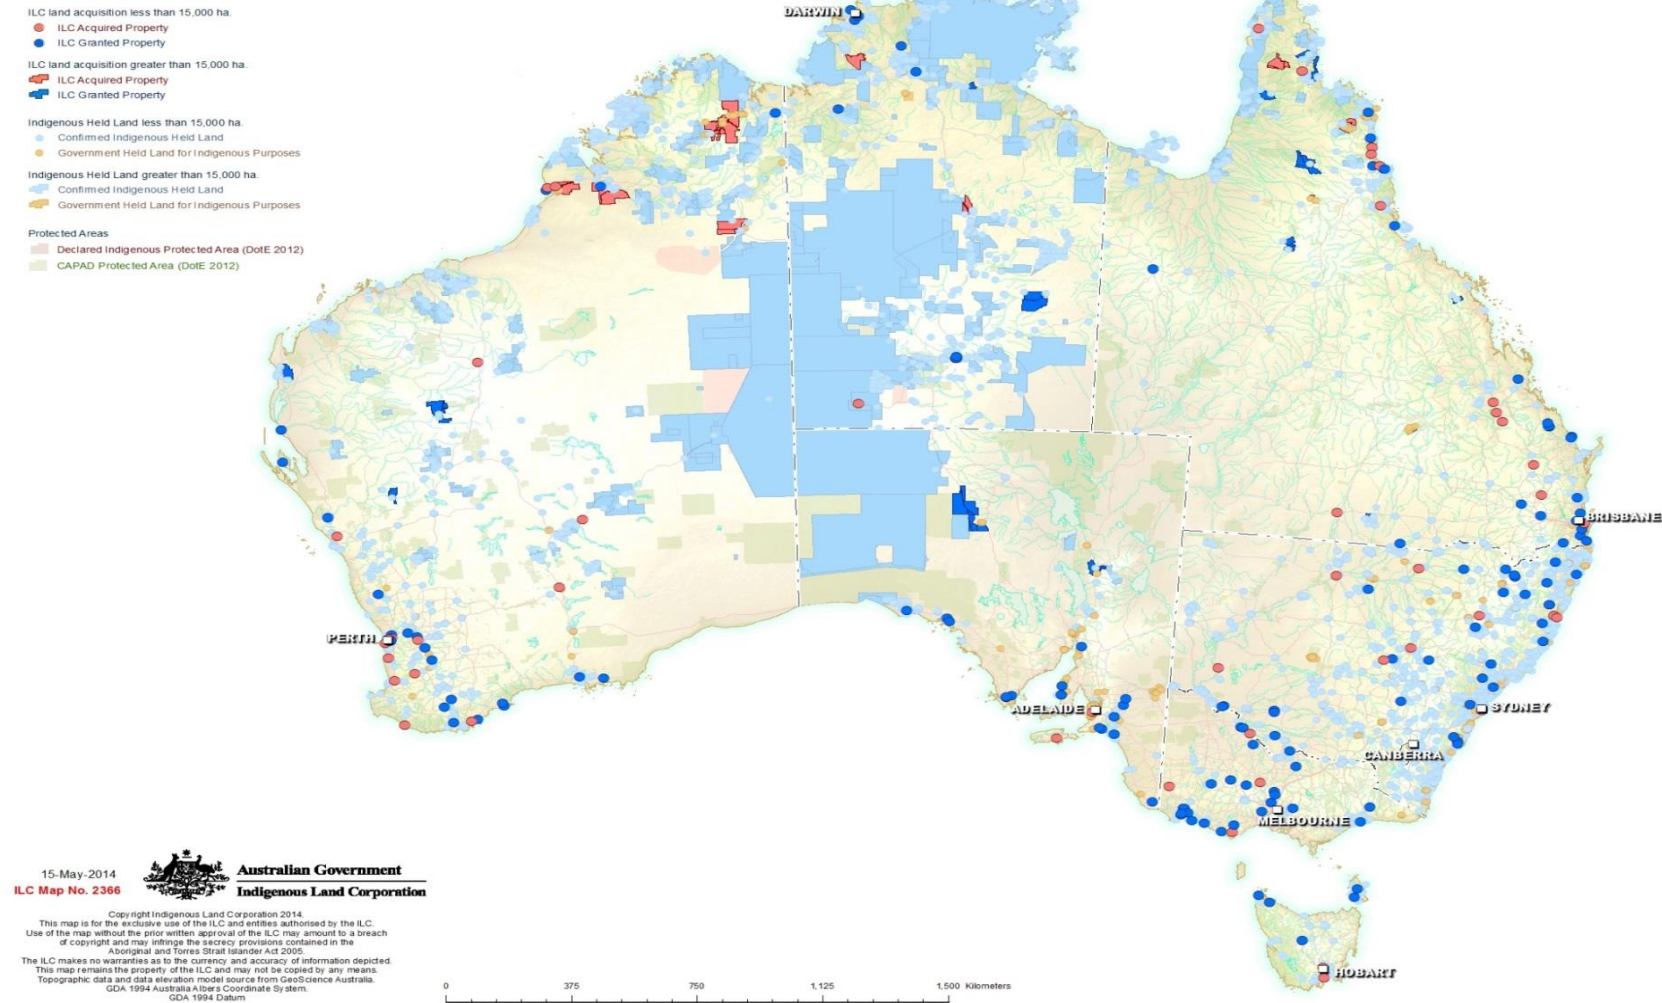 ILC land acquisition less than 15,000 ha.
ILC Acquired Property
ILC Granted Property
ILC land acquisition greater than 15,000 ha.
ILC Acquired Property
ILC Granted Property
Indigenous Held Land less than 15,000 ha.
Confirmed Indigenous Held Land
Government Held Land for Indigenous Purposes
Indigenous Held Land greater than 15,000 ha.
Confirmed Indigenous Held Land
Government Held Land for Indigenous Purposes
Protected Areas
Declared Indigenous Protected Area (DotE 2012)
CAPAD Protected Area (DotE 2012)
DARWIN
BRISBANE
PERTH
ADELAIDE
SYDNEY
CANBERRA
MELBOURNE
HOBART
15-May-2014
ILC Map No. 2366
Australian Government
Indigenous Land Corporation
Copyright Indigenous Land Corporation 2014.
This map is for the exclusive use of the ILC and entities authorised by the ILC.
Use of the map without the prior written approval of the ILC may amount to a breach
of copyright and may infringe the secrecy provisions contained in the
Aboriginal and Torres Strait Islander Act 2005.
The ILC makes no warranties as to the currency and accuracy of information depicted.
This map remains the property of the ILC and may not be copied by any means.
Topographic data and data elevation model source from GeoScience Australia.
GDA 1994 Australia Albers Coordinate System.
GDA 1994 Datum
0 375 750 1,125 1,500 Kilometers